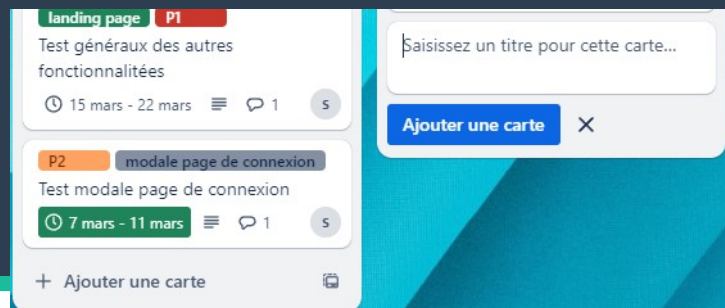 landing page P1
Test généraux des autres
fonctionnalitées
15 mars - 22 mars 1 S
P2 modale page de connexion
Test modale page de connexion
7 mars - 11 mars 1 S
+ Ajouter une carte
Saisissez un titre pour cette carte...
Ajouter une carte